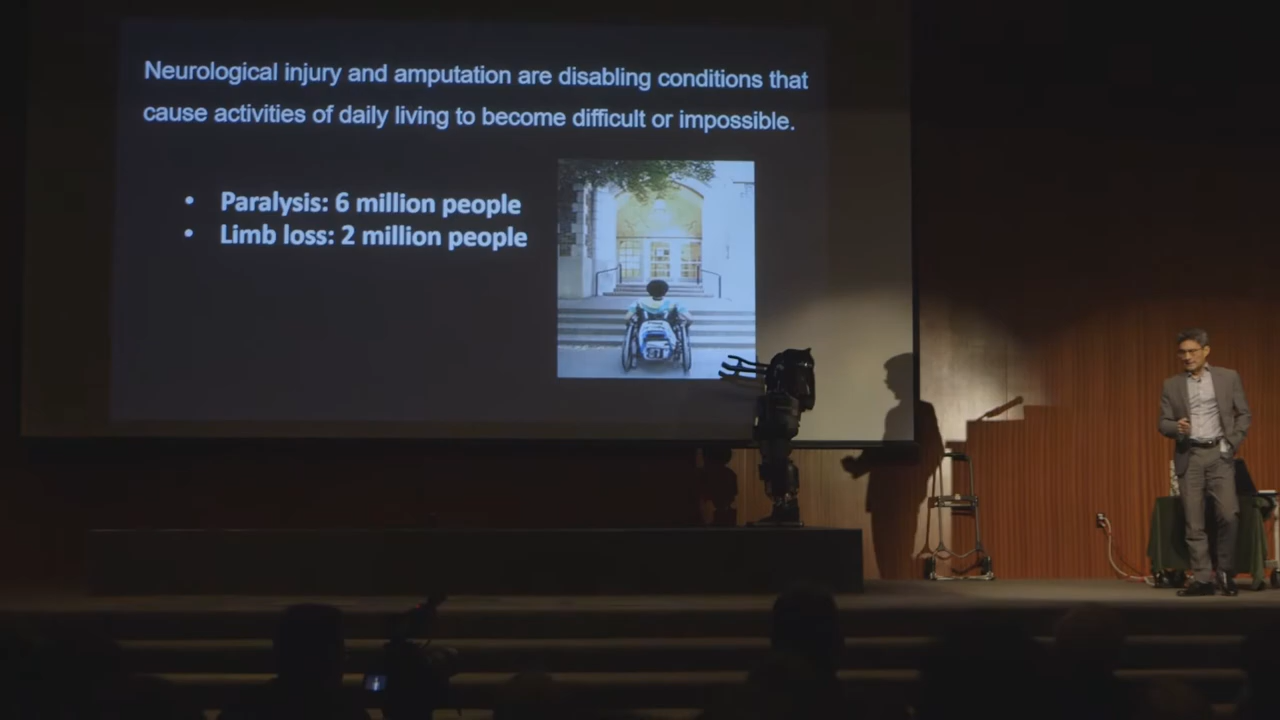 Neurological injury and amputation are disabling conditions that
cause activities of daily living to become difficult or impossible.
• Paralysis: 6 million people
• Limb loss: 2 million people